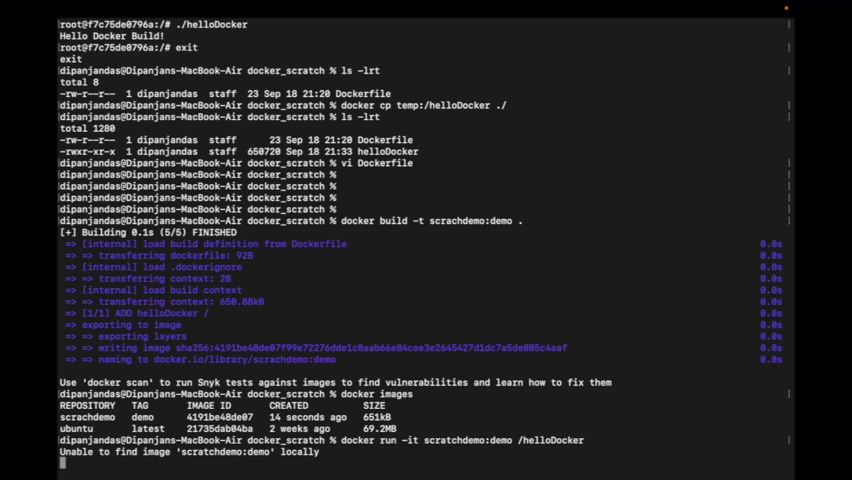 root@f7c75de0796a:/# ./helloDocker
Hello Docker Build!
root@f7c75de0796a:/# exit
exit
dipanjandas@Dipanjans-MacBook-Air docker_scratch % ls -lrt
total 8
-rw-r--r-- 1 dipanjandas staff 23 Sep 18 21:20 Dockerfile
dipanjandas@Dipanjans-MacBook-Air docker_scratch % docker cp temp:/helloDocker ./
dipanjandas@Dipanjans-MacBook-Air docker_scratch % ls -lrt
total 1280
-rw-r--r-- 1 dipanjandas staff 23 Sep 18 21:20 Dockerfile
-rwxr-xr-x 1 dipanjandas staff 650720 Sep 18 21:33 helloDocker
dipanjandas@Dipanjans-MacBook-Air docker_scratch % vi Dockerfile
dipanjandas@Dipanjans-MacBook-Air docker_scratch %
dipanjandas@Dipanjans-MacBook-Air docker_scratch %
dipanjandas@Dipanjans-MacBook-Air docker_scratch %
dipanjandas@Dipanjans-MacBook-Air docker_scratch %
dipanjandas@Dipanjans-MacBook-Air docker_scratch % docker build -t scrachdemo:demo .
[+] Building 0.1s (5/5) FINISHED
=> [internal] load build definition from Dockerfile 0.0s
=> => transferring dockerfile: 92B 0.0s
=> [internal] load .dockerignore 0.0s
=> => transferring context: 2B 0.0s
=> [internal] load build context 0.0s
=> => transferring context: 650.88kB 0.0s
=> [1/1] ADD helloDocker / 0.0s
=> exporting to image 0.0s
=> => exporting layers 0.0s
=> => writing image sha256:4191be48de07f99e72276dde1c8aab66e84cee3e2645427d1dc7a5de885c4aaf 0.0s
=> => naming to docker.io/library/scrachdemo:demo 0.0s
Use 'docker scan' to run Snyk tests against images to find vulnerabilities and learn how to fix them
dipanjandas@Dipanjans-MacBook-Air docker_scratch % docker images
REPOSITORY TAG IMAGE ID CREATED SIZE
scrachdemo demo 4191be48de07 14 seconds ago 651kB
ubuntu latest 21735dab04ba 2 weeks ago 69.2MB
dipanjandas@Dipanjans-MacBook-Air docker_scratch % docker run -it scratchdemo:demo /helloDocker
Unable to find image 'scratchdemo:demo' locally